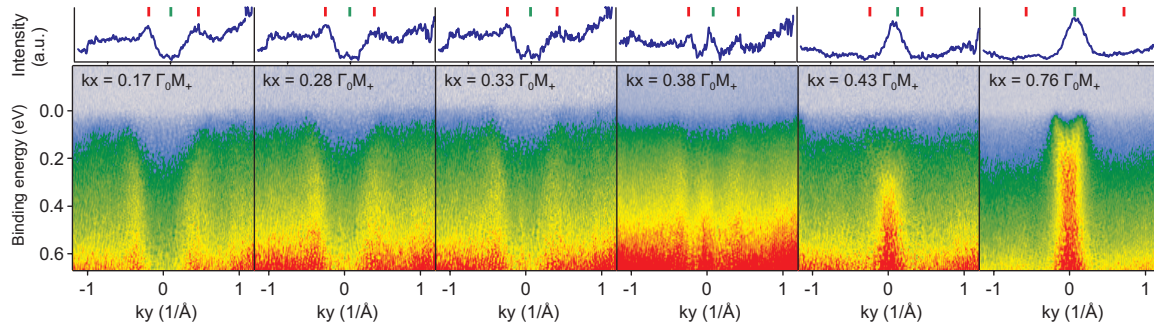 Intensity
(a.u.)
kx = 0.17 Γ₀M₊
kx = 0.28 Γ₀M₊
kx = 0.33 Γ₀M₊
kx = 0.38 Γ₀M₊
kx = 0.43 Γ₀M₊
kx = 0.76 Γ₀M₊
Binding energy (eV)
0.0
0.2
0.4
0.6
-1 0 1
-1 0 1
-1 0 1
-1 0 1
-1 0 1
-1 0 1
ky (1/Å)
ky (1/Å)
ky (1/Å)
ky (1/Å)
ky (1/Å)
ky (1/Å)